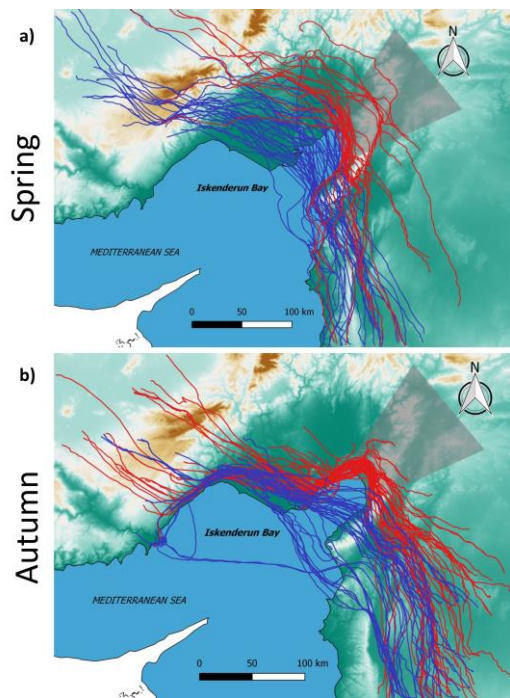 a)
N
Spring
Iskenderun Bay
MEDITERRANEAN SEA
0 50 100 km
b)
N
Autumn
Iskenderun Bay
MEDITERRANEAN SEA
0 50 100 km